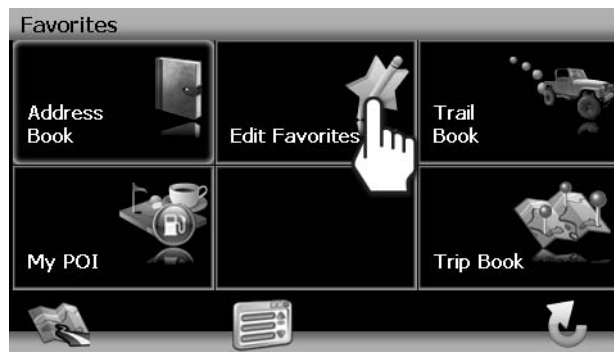 Favorites
Address
Book
Edit Favorites
Trail
Book
My POI
Trip Book